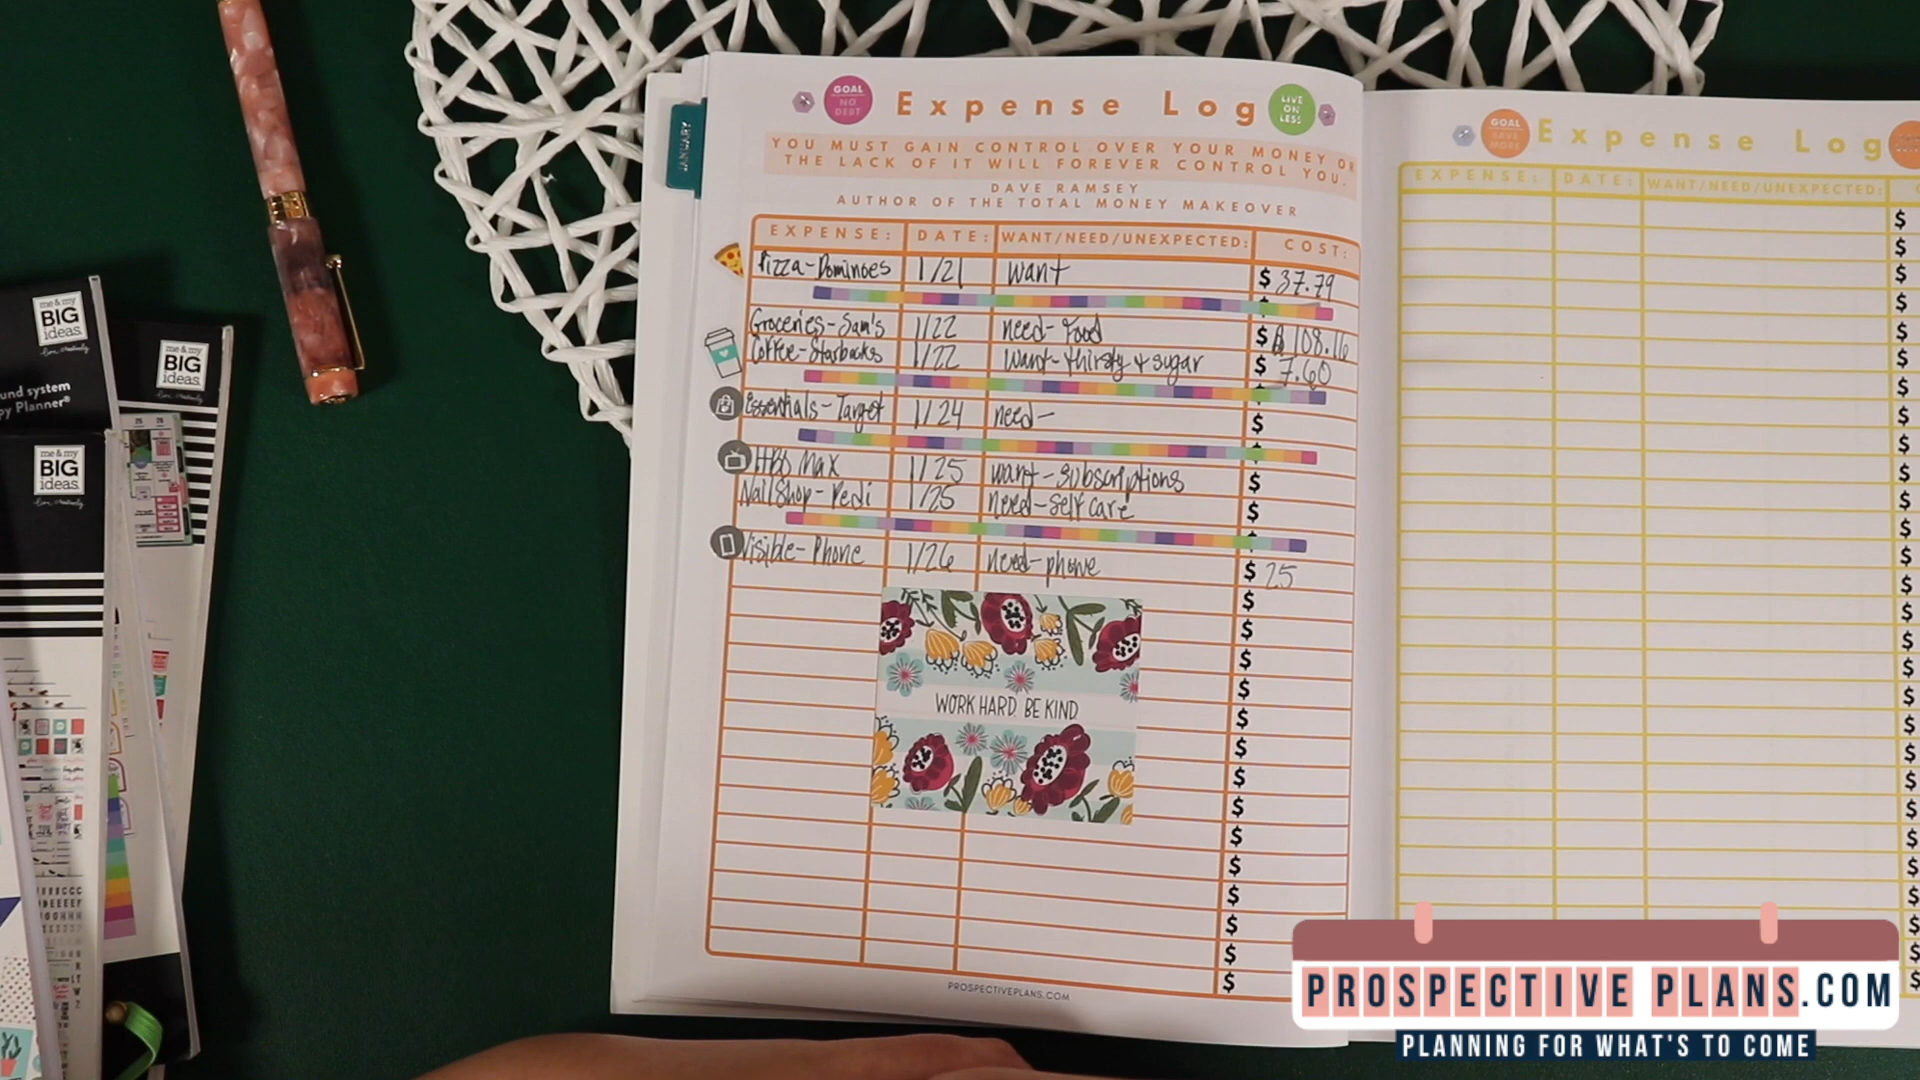 GOAL
NO DEBT
Expense Log
LIVE ON LESS
YOU MUST GAIN CONTROL OVER YOUR MONEY OR
THE LACK OF IT WILL FOREVER CONTROL YOU.
DAVE RAMSEY
AUTHOR OF THE TOTAL MONEY MAKEOVER
JANUARY
EXPENSE: DATE: WANT/NEED/UNEXPECTED: COST:
Pizza-Dominoes 1/21 want $ 37.79
Groceries-Sam's 1/22 need-food $ 108.16
Coffee-Starbucks 1/22 want-thirsty & sugar $ 7.60
Essentials-Target 1/24 need- $
HBO Max 1/25 want-subscriptions $
Nail Shop-Pedi 1/25 need-self care $
Visible-Phone 1/26 need-phone $ 25
WORK HARD. BE KIND.
PROSPECTIVEPLANS.COM
GOAL
SAVE MORE
Expense Log
EXPENSE: DATE: WANT/NEED/UNEXPECTED:
me & my
BIG
ideas.
me & my
BIG
ideas.
me & my
BIG
ideas.
PROSPECTIVE PLANS.COM
PLANNING FOR WHAT'S TO COME